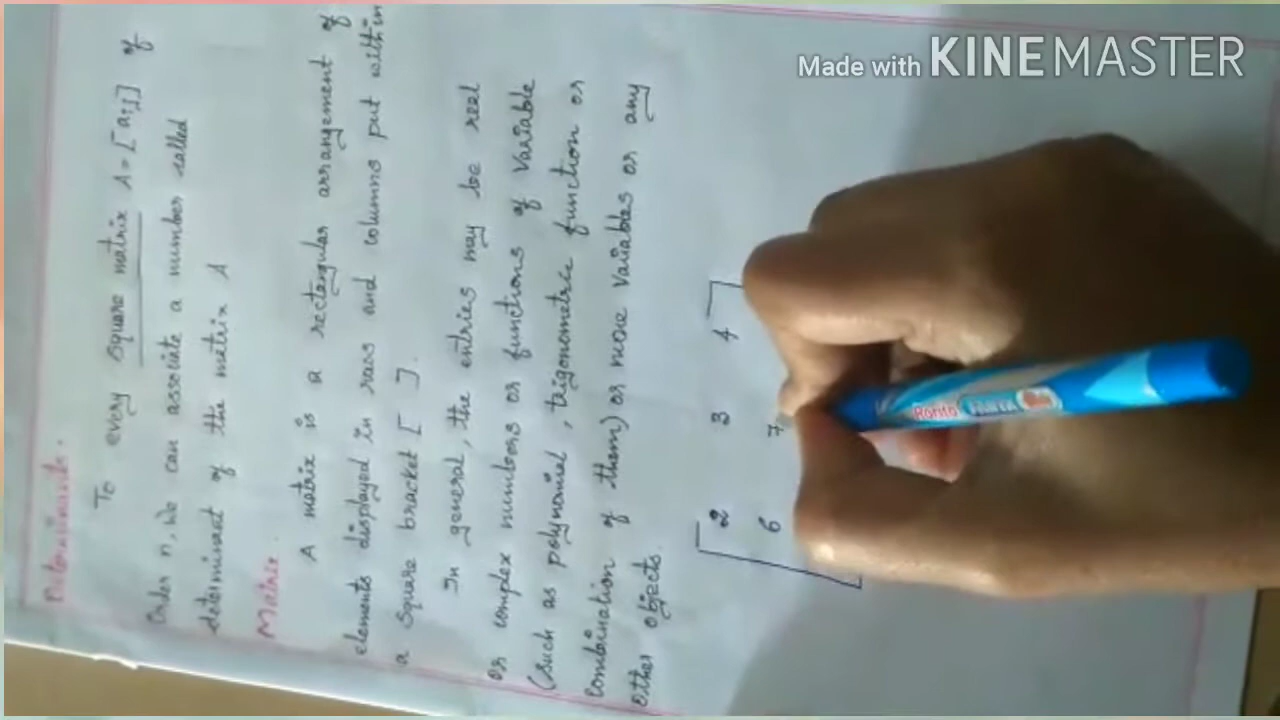 Made with KINEMASTER
Determinants.
To every square matrix A = [aij] of
Order n, we can associate a number called
determinant of the matrix A
Matrix.
A matrix is a rectangular arrangement of
elements displayed in rows and columns put within
a square bracket [ ].
In general, the entries may be real
or complex numbers or functions of variable
(such as polynomial, trigonometric function or
combination of them) or more variables or any
other objects.
2 3 4
6 7
Rorito